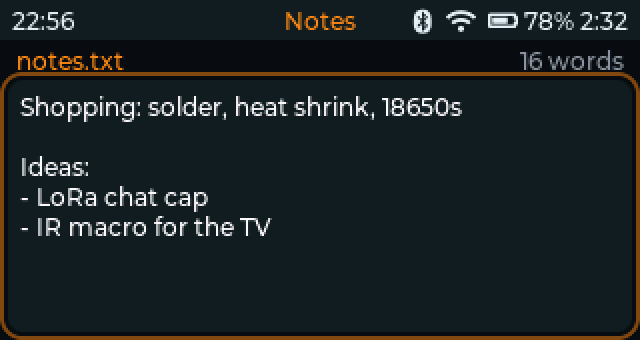 22:56 Notes 78% 2:32
notes.txt 16 words
Shopping: solder, heat shrink, 18650s

Ideas:
- LoRa chat cap
- IR macro for the TV